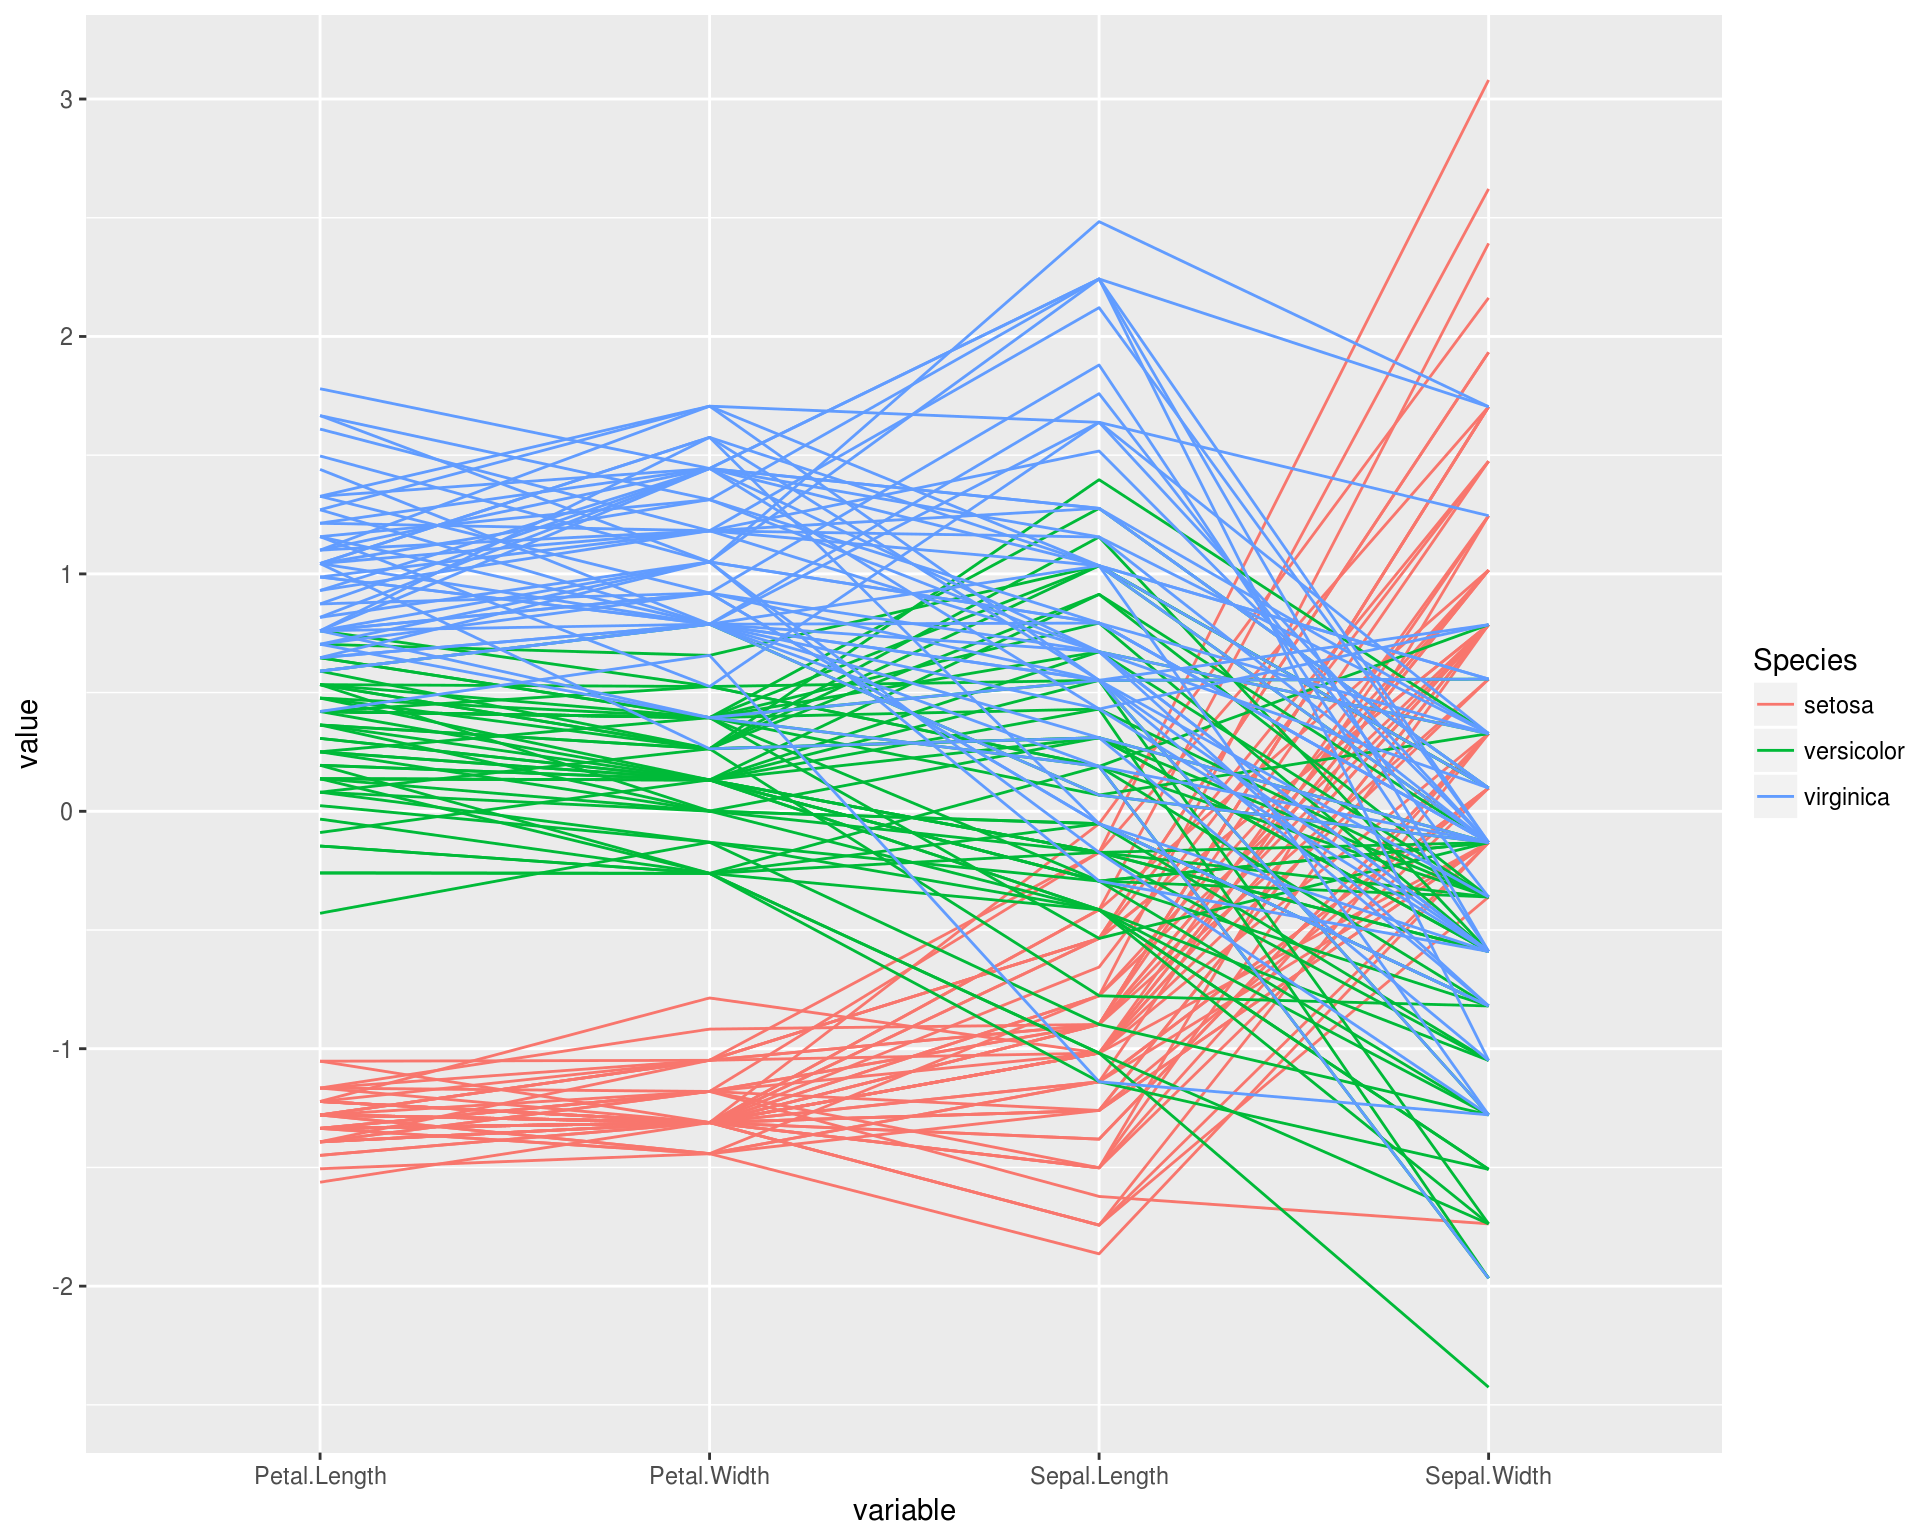 value
3
2
1
0
-1
-2
Petal.Length
Petal.Width
Sepal.Length
Sepal.Width
variable
Species
setosa
versicolor
virginica